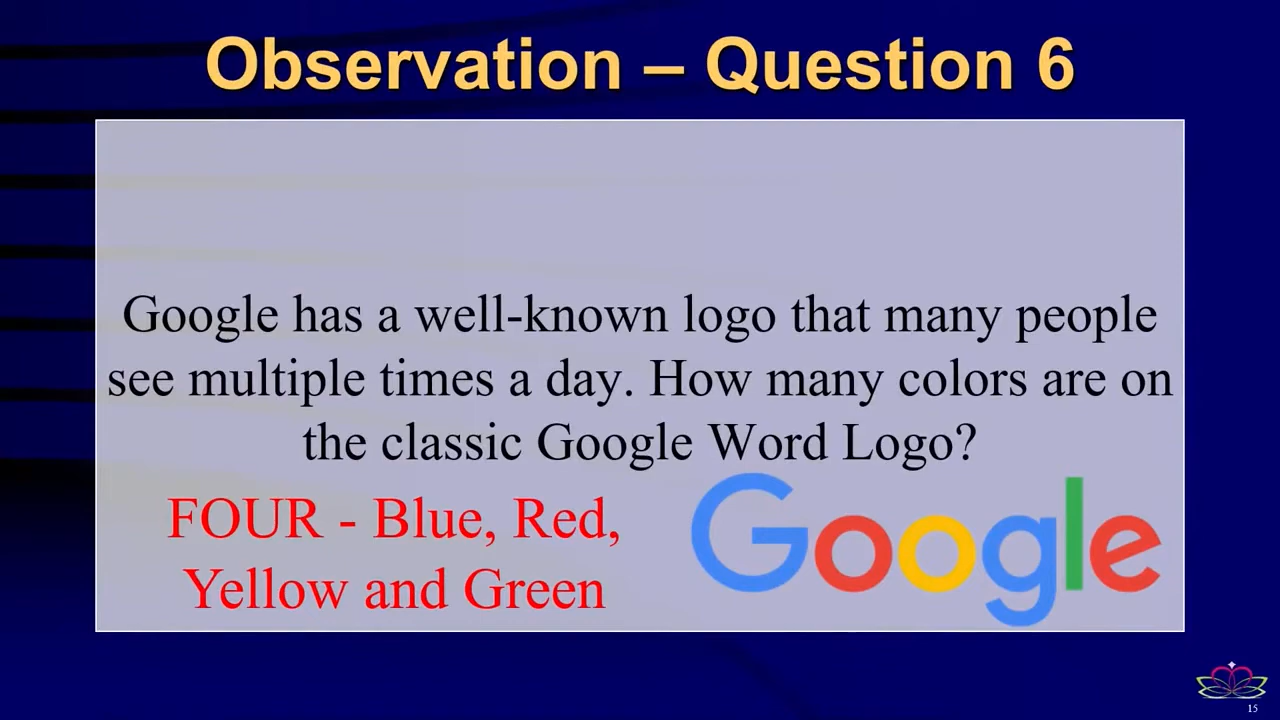 Observation – Question 6
Google has a well-known logo that many people
see multiple times a day. How many colors are on
the classic Google Word Logo?
FOUR - Blue, Red,
Yellow and Green
Google
15